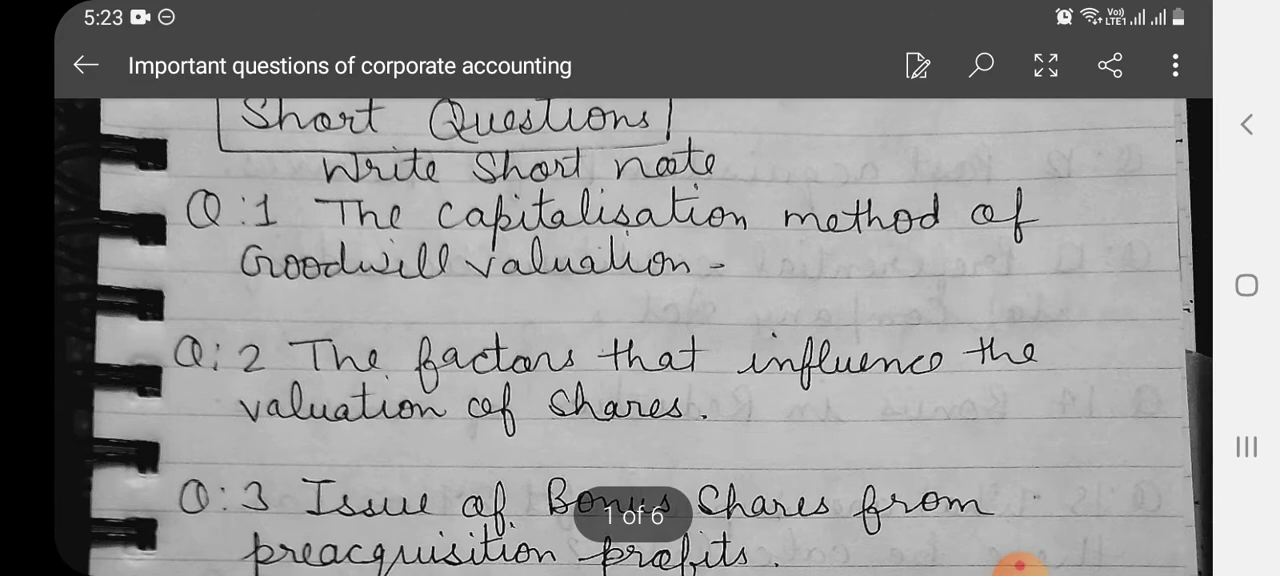 5:23
Vo)) LTE1
Important questions of corporate accounting
Short Questions
Write Short note
Q:1 The capitalisation method of
Goodwill valuation -
Q:2 The factors that influence the
valuation of shares.
Q:3 Issue of Bonus Shares from
1 of 6
preacquisition profits.